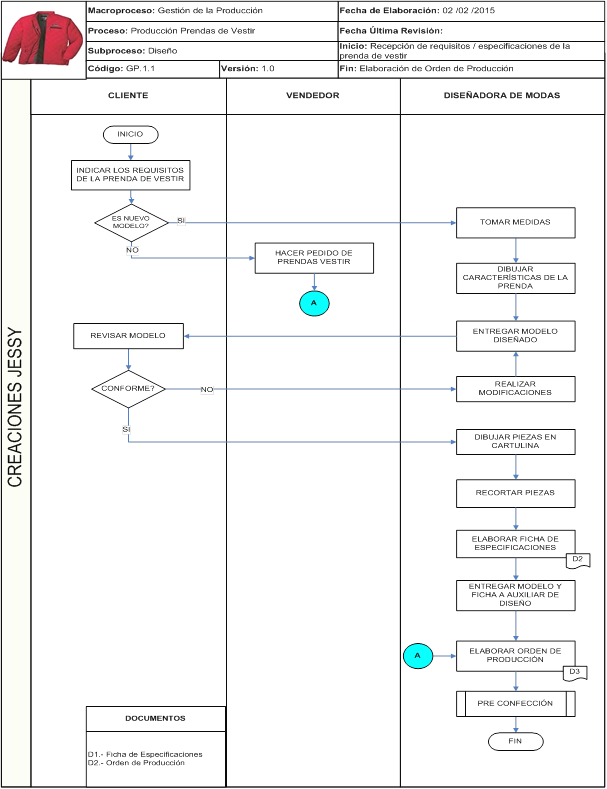 Macroproceso: Gestión de la Producción
Fecha de Elaboración: 02 /02 /2015
Proceso: Producción Prendas de Vestir
Fecha Última Revisión:
Subproceso: Diseño
Inicio: Recepción de requisitos / especificaciones de la
prenda de vestir
Código: GP.1.1
Versión: 1.0
Fin: Elaboración de Orden de Producción
CREACIONES JESSY
CLIENTE
VENDEDOR
DISEÑADORA DE MODAS
INICIO
INDICAR LOS REQUISITOS
DE LA PRENDA DE VESTIR
ES NUEVO
MODELO?
SI
TOMAR MEDIDAS
NO
HACER PEDIDO DE
PRENDAS VESTIR
DIBUJAR
CARACTERÍSTICAS DE LA
PRENDA
A
REVISAR MODELO
ENTREGAR MODELO
DISEÑADO
CONFORME?
NO
REALIZAR
MODIFICACIONES
SI
DIBUJAR PIEZAS EN
CARTULINA
RECORTAR PIEZAS
ELABORAR FICHA DE
ESPECIFICACIONES
D2
ENTREGAR MODELO Y
FICHA A AUXILIAR DE
DISEÑO
A
ELABORAR ORDEN DE
PRODUCCIÓN
D3
PRE CONFECCIÓN
FIN
DOCUMENTOS
D1.- Ficha de Especificaciones
D2.- Orden de Producción